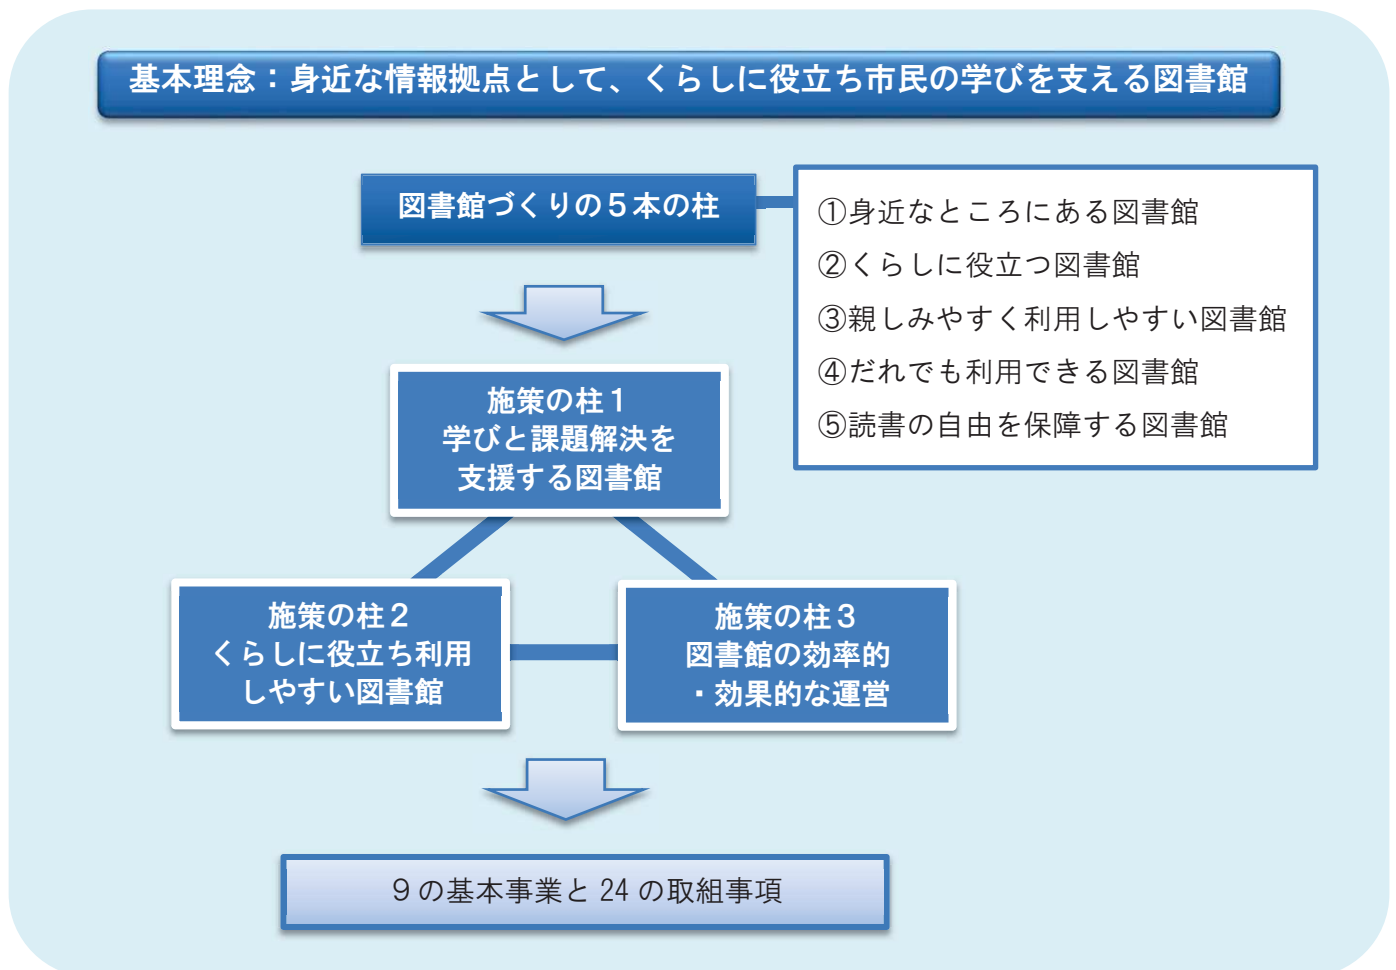 基本理念：身近な情報拠点として、くらしに役立ち市民の学びを支える図書館
図書館づくりの５本の柱
①身近なところにある図書館
②くらしに役立つ図書館
③親しみやすく利用しやすい図書館
④だれでも利用できる図書館
⑤読書の自由を保障する図書館
施策の柱１
学びと課題解決を
支援する図書館
施策の柱２
くらしに役立ち利用
しやすい図書館
施策の柱３
図書館の効率的
・効果的な運営
９の基本事業と 24 の取組事項